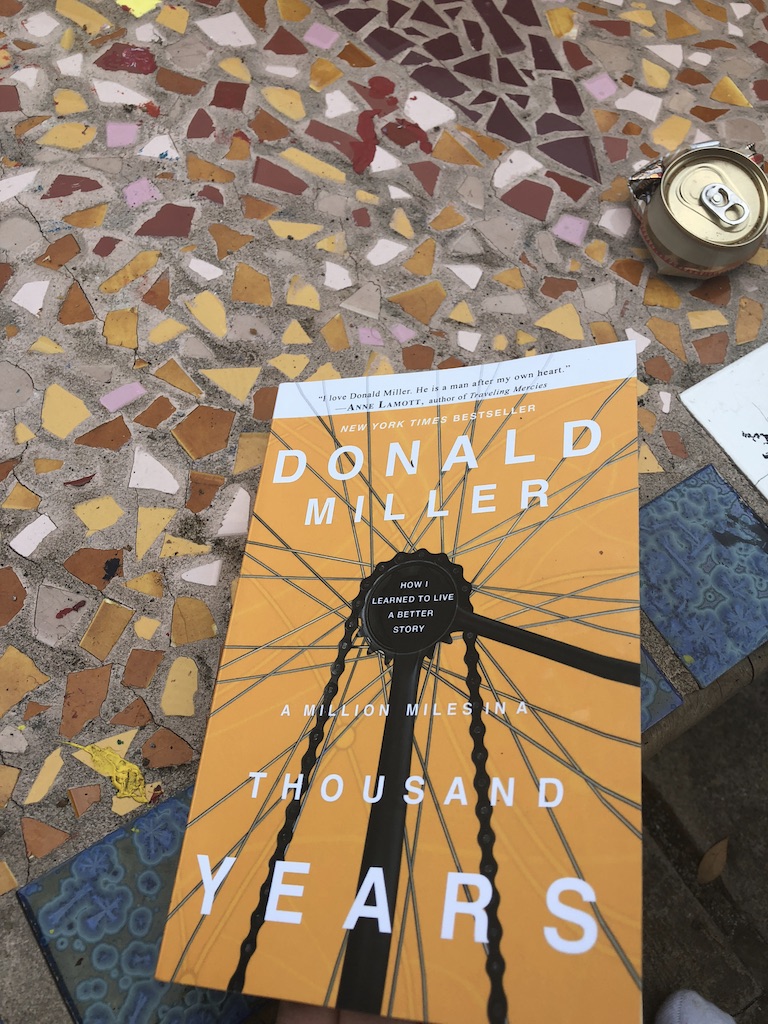 "I love Donald Miller. He is a man after my own heart."
—ANNE LAMOTT, author of Traveling Mercies
NEW YORK TIMES BESTSELLER
DONALD
MILLER
HOW I
LEARNED TO LIVE
A BETTER
STORY
A MILLION MILES IN A
THOUSAND
YEARS